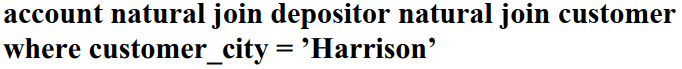 account natural join depositor natural join customer
where customer_city = ’Harrison’